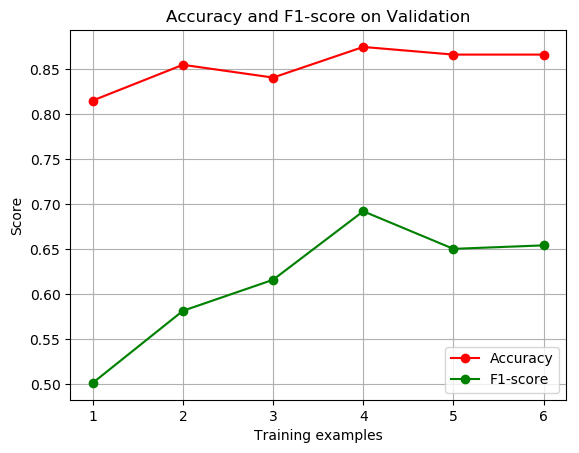 Accuracy and F1-score on Validation
0.85
0.80
0.75
0.70
0.65
0.60
0.55
0.50
Score
Accuracy
F1-score
1 2 3 4 5 6
Training examples